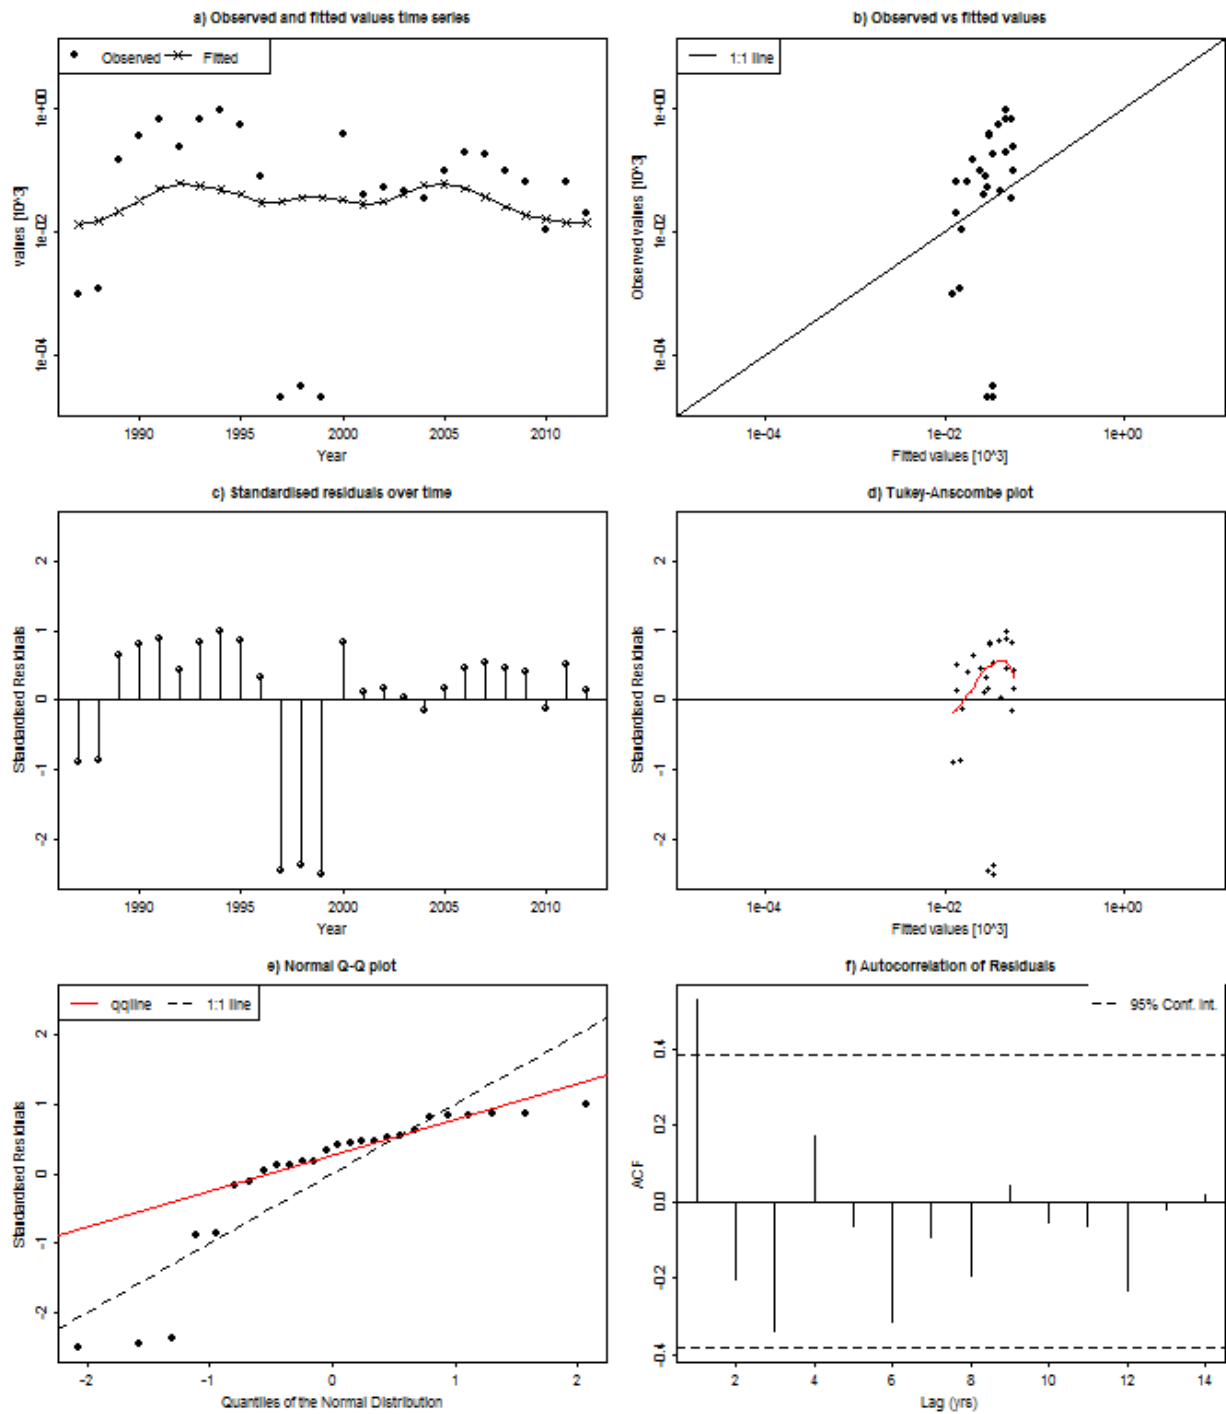 a) Observed and fitted values time series
Observed Fitted
values [10^3]
1e+00
1e-02
1e-04
1990 1995 2000 2005 2010
Year
b) Observed vs fitted values
1:1 line
Observed values [10^3]
1e+00
1e-02
1e-04
1e-04 1e-02 1e+00
Fitted values [10^3]
c) Standardised residuals over time
Standardised Residuals
2
1
0
-1
-2
1990 1995 2000 2005 2010
Year
d) Tukey-Anscombe plot
Standardised Residuals
2
1
0
-1
-2
1e-04 1e-02 1e+00
Fitted values [10^3]
e) Normal Q-Q plot
qqline 1:1 line
Standardised Residuals
2
1
0
-1
-2
-2 -1 0 1 2
Quantiles of the Normal Distribution
f) Autocorrelation of Residuals
95% Conf. Int.
ACF
0.4
0.2
0.0
-0.2
-0.4
2 4 6 8 10 12 14
Lag (yrs)